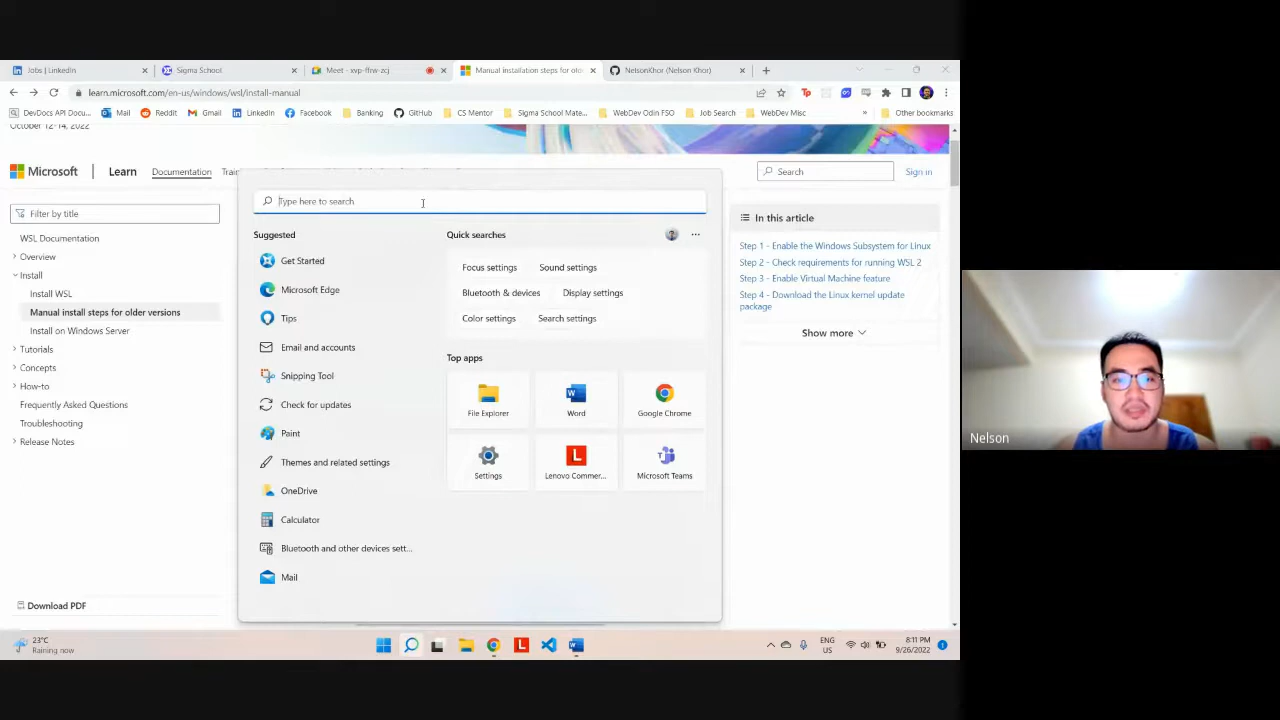 Jobs | LinkedIn
Sigma School
Meet - xvp-ffrw-zcj
Manual installation steps for olde
NelsonKhor (Nelson Khor)
learn.microsoft.com/en-us/windows/wsl/install-manual
DevDocs API Docu...
Mail
Reddit
Gmail
LinkedIn
Facebook
Banking
GitHub
CS Mentor
Sigma School Mate...
WebDev Odin FSO
Job Search
WebDev Misc
»
Other bookmarks
October 12-14, 2022
Microsoft
Learn
Documentation
Trai
Search
Sign in
Filter by title
WSL Documentation
Overview
Install
Install WSL
Manual install steps for older versions
Install on Windows Server
Tutorials
Concepts
How-to
Frequently Asked Questions
Troubleshooting
Release Notes
Download PDF
Type here to search
Suggested
Get Started
Microsoft Edge
Tips
Email and accounts
Snipping Tool
Check for updates
Paint
Themes and related settings
OneDrive
Calculator
Bluetooth and other devices sett...
Mail
Quick searches
Focus settings
Sound settings
Bluetooth & devices
Display settings
Color settings
Search settings
Top apps
File Explorer
Word
Google Chrome
Settings
Lenovo Commer...
Microsoft Teams
In this article
Step 1 - Enable the Windows Subsystem for Linux
Step 2 - Check requirements for running WSL 2
Step 3 - Enable Virtual Machine feature
Step 4 - Download the Linux kernel update
package
Show more
Nelson
23°C
Raining now
ENG
US
8:11 PM
9/26/2022